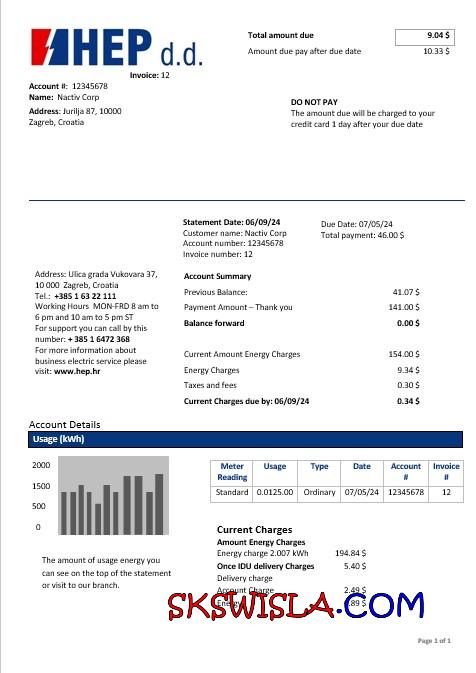 HEP d.d.
Total amount due 9.04 $
Amount due pay after due date 10.33 $
Invoice: 12
Account #: 12345678
Name: Nactiv Corp
Address: Jurilja 87, 10000
Zagreb, Croatia
DO NOT PAY
The amount due will be charged to your
credit card 1 day after your due date
Statement Date: 06/09/24
Customer name: Nactiv Corp
Account number: 12345678
Invoice number: 12
Due Date: 07/05/24
Total payment: 46.00 $
Address: Ulica grada Vukovara 37,
10 000 Zagreb, Croatia
Tel.: +385 1 63 22 111
Working Hours MON-FRD 8 am to
6 pm and 10 am to 5 pm ST
For support you can call by this
number: + 385 1 6472 368
For more information about
business electric service please
visit: www.hep.hr
Account Summary
Previous Balance: 41.07 $
Payment Amount – Thank you 141.00 $
Balance forward 0.00 $
Current Amount Energy Charges 154.00 $
Energy Charges 9.34 $
Taxes and fees 0.30 $
Current Charges due by: 06/09/24 0.34 $
Account Details
Usage (kWh)
2000
1500
500
0
Meter Reading Usage Type Date Account # Invoice #
Standard 0.0125.00 Ordinary 07/05/24 12345678 12
The amount of usage energy you
can see on the top of the statement
or visit to our branch.
Current Charges
Amount Energy Charges
Energy charge 2.007 kWh 194.84 $
Once IDU delivery Charges 5.40 $
Delivery charge
Account Charge 2.49 $
SKSWISLA.COM
Page 1 of 1